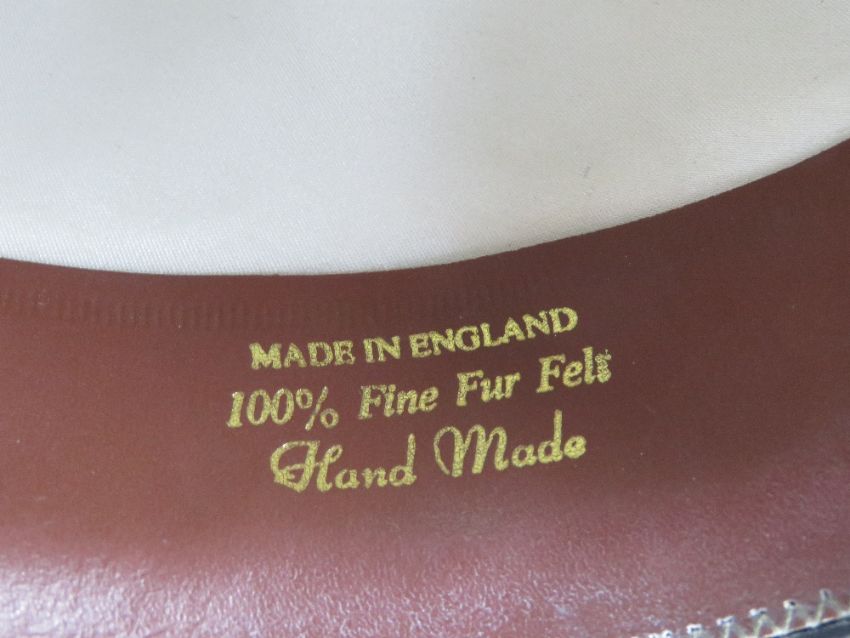 MADE IN ENGLAND
100% Fine Fur Felt
Hand Made